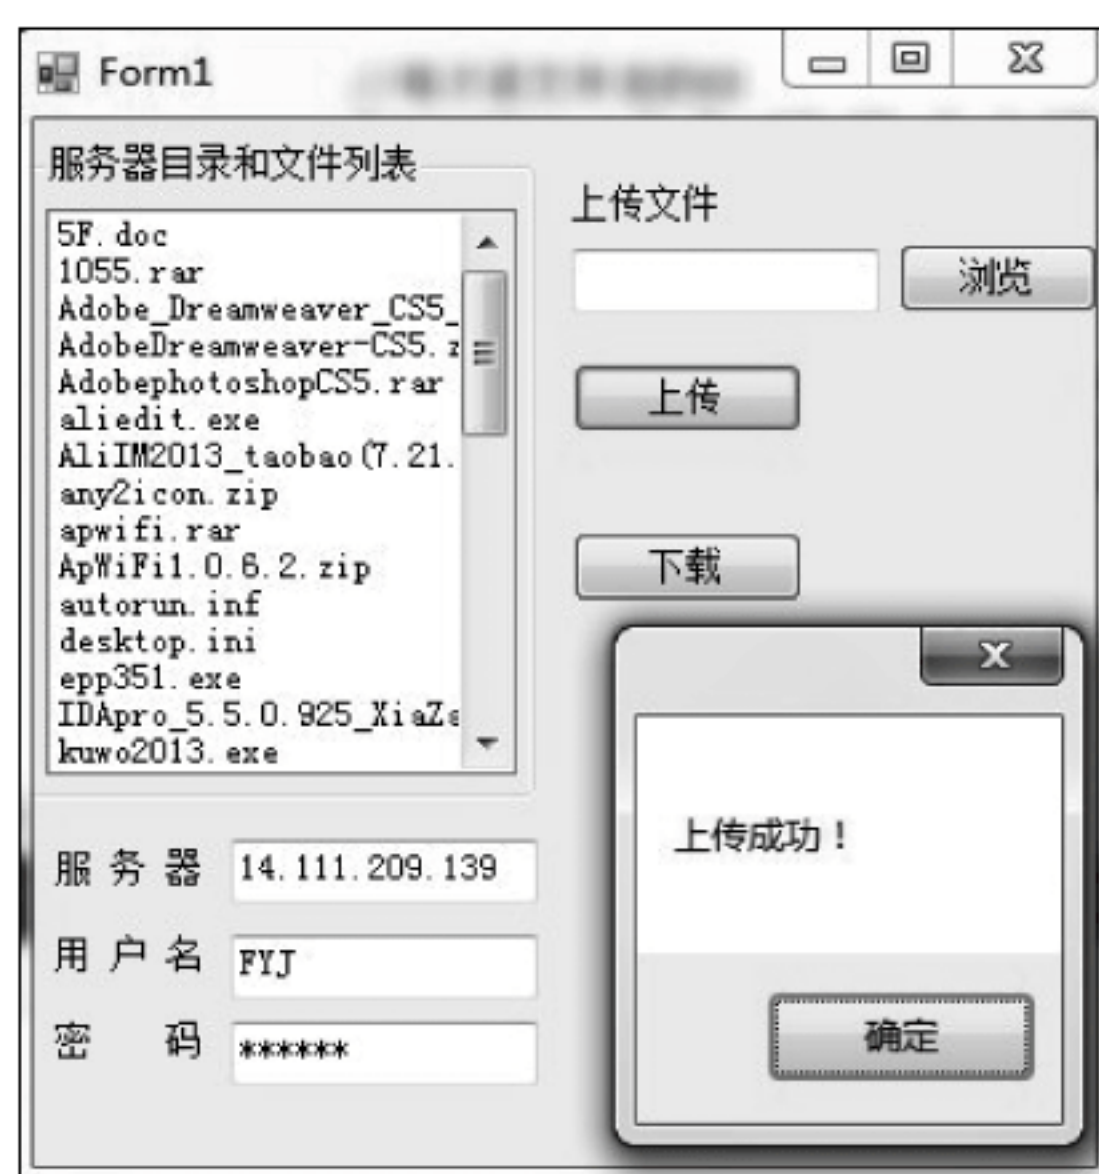 Form1
服务器目录和文件列表
5F.doc
1055.rar
Adobe_Dreamweaver_CS5_
AdobeDreamweaver-CS5.z
AdobephotoshopCS5.rar
aliedit.exe
AliIM2013_taobao(7.21.
any2icon.zip
apwifi.rar
ApWiFi1.0.6.2.zip
autorun.inf
desktop.ini
epp351.exe
IDApro_5.5.0.925_XiaZa
kuwo2013.exe
上传文件
浏览
上传
下载
服务器 14.111.209.139
用户名 FYJ
密码 ******
上传成功！
确定